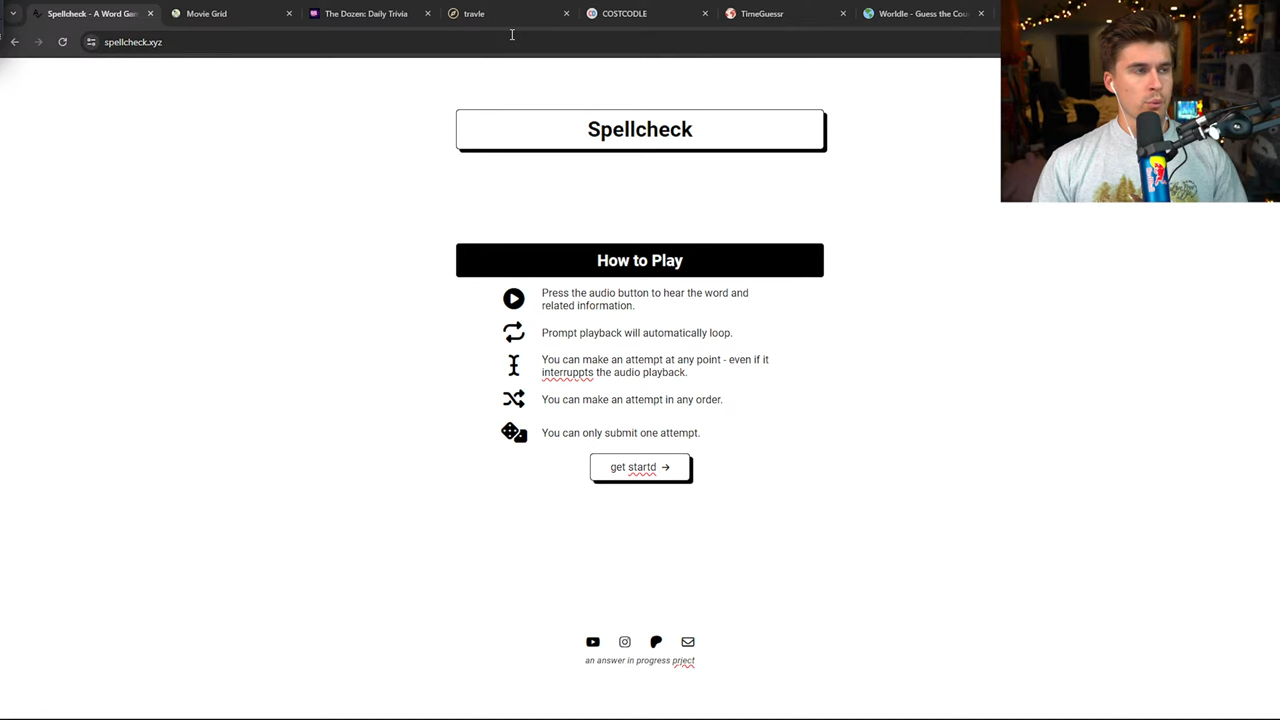 Spellcheck - A Word Gam
Movie Grid
The Dozen: Daily Trivia
travle
COSTCODLE
TimeGuessr
Worldle - Guess the Cou
spellcheck.xyz
Spellcheck
How to Play
Press the audio button to hear the word and
related information.
Prompt playback will automatically loop.
You can make an attempt at any point - even if it
interruppts the audio playback.
You can make an attempt in any order.
You can only submit one attempt.
get startd →
an answer in progress prject